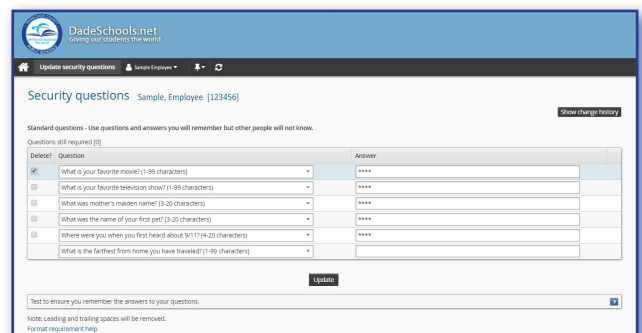 DadeSchools.net
Giving our students the world
Update security questions Sample Employee
Security questions Sample, Employee [123456]
Show change history
Standard questions - Use questions and answers you will remember but other people will not know.
Questions still required [0]
Delete? Question Answer
What is your favorite movie? (1-99 characters) ****
What is your favorite television show? (1-99 characters) ****
What was mother's maiden name? (3-20 characters) ****
What was the name of your first pet? (3-20 characters) ****
Where were you when you first heard about 9/11? (4-20 characters) ****
What is the farthest from home you have traveled? (1-99 characters)
Update
Test to ensure you remember the answers to your questions.
Note: Leading and trailing spaces will be removed.
Format requirement help